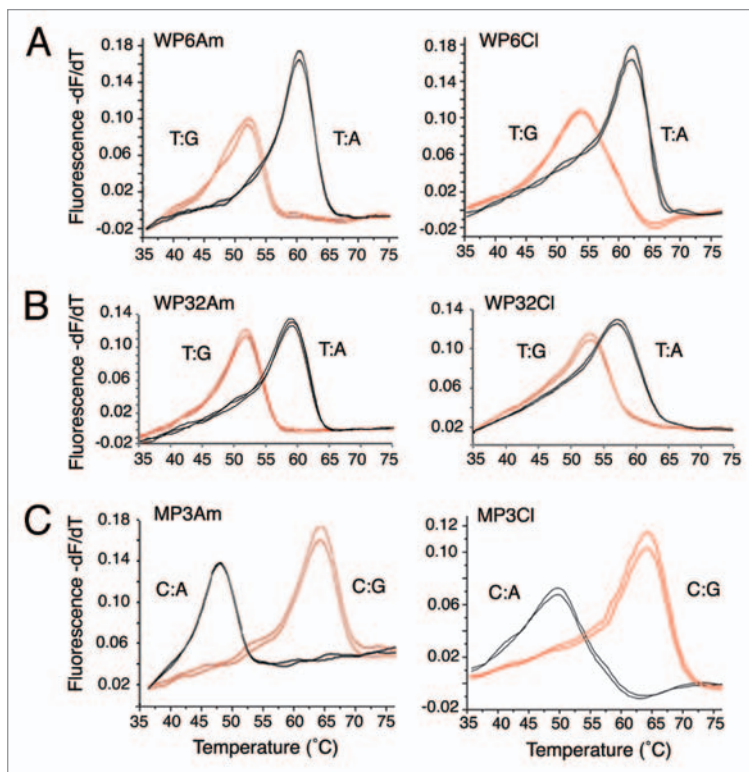 A
WP6Am
WP6Cl
Fluorescence -dF/dT
0.18
0.14
0.10
0.06
0.02
-0.02
T:G
T:A
35 40 45 50 55 60 65 70 75
0.18
0.14
0.10
0.06
0.02
-0.02
T:G
T:A
35 40 45 50 55 60 65 70 75
B
WP32Am
WP32Cl
Fluorescence -dF/dT
0.14
0.10
0.06
0.02
-0.02
T:G
T:A
35 40 45 50 55 60 65 70 75
0.14
0.10
0.06
0.02
T:G
T:A
35 40 45 50 55 60 65 70 75
C
MP3Am
MP3Cl
Fluorescence -dF/dT
0.18
0.14
0.10
0.06
0.02
C:A
C:G
35 40 45 50 55 60 65 70 75
Temperature (˚C)
0.12
0.08
0.04
0.02
-0.02
C:A
C:G
35 40 45 50 55 60 65 70 75
Temperature (˚C)